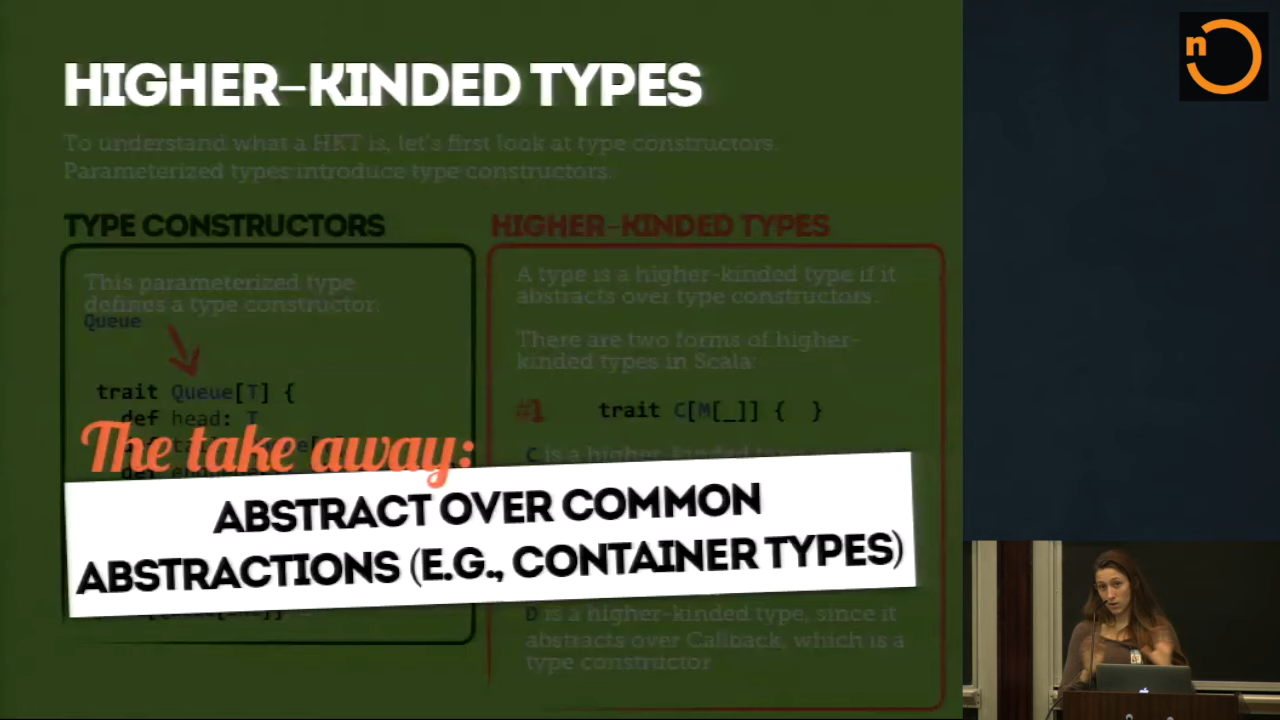 n
HIGHER-KINDED TYPES
To understand what a HKT is, let's first look at type constructors.
Parameterized types introduce type constructors.
TYPE CONSTRUCTORS
This parameterized type
defines a type constructor:
Queue
trait Queue[T] {
def head: T
HIGHER-KINDED TYPES
A type is a higher-kinded type if it
abstracts over type constructors.
There are two forms of higher-
kinded types in Scala:
#1 trait C[M[_]] { }
C is a higher-kinded
The take away:
ABSTRACT OVER COMMON
ABSTRACTIONS (E.G., CONTAINER TYPES)
D is a higher-kinded type, since it
abstracts over Callback, which is a
type constructor